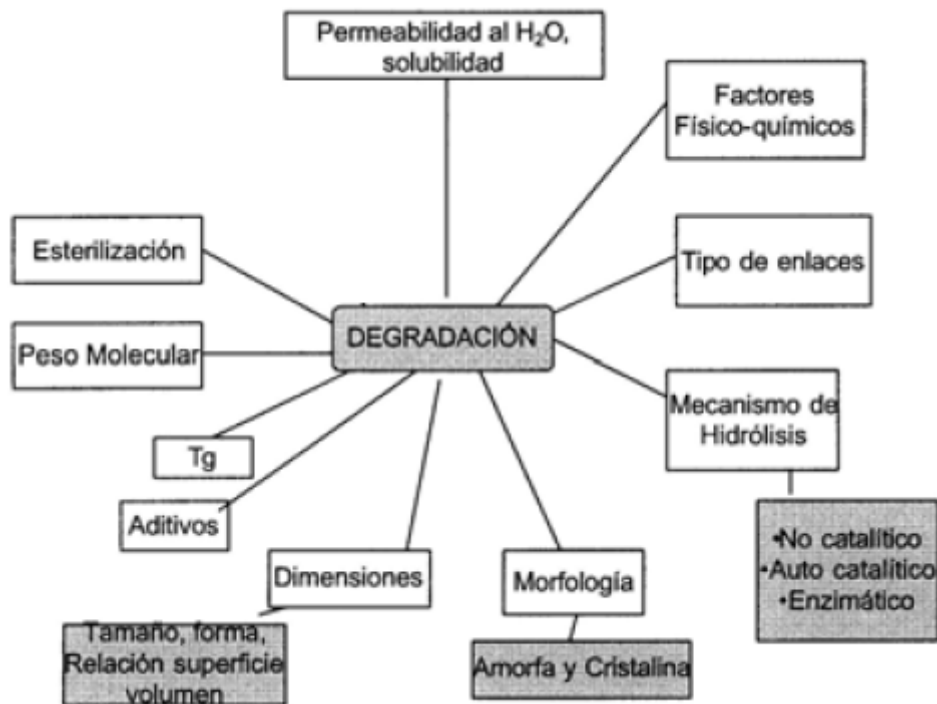 Permeabilidad al H₂O,
solubilidad
Factores
Físico-químicos
Esterilización
Tipo de enlaces
DEGRADACIÓN
Peso Molecular
Mecanismo de
Hidrólisis
Tg
Aditivos
•No catalítico
•Auto catalítico
•Enzimático
Dimensiones
Morfología
Tamaño, forma,
Relación superficie
volumen
Amorfa y Cristalina